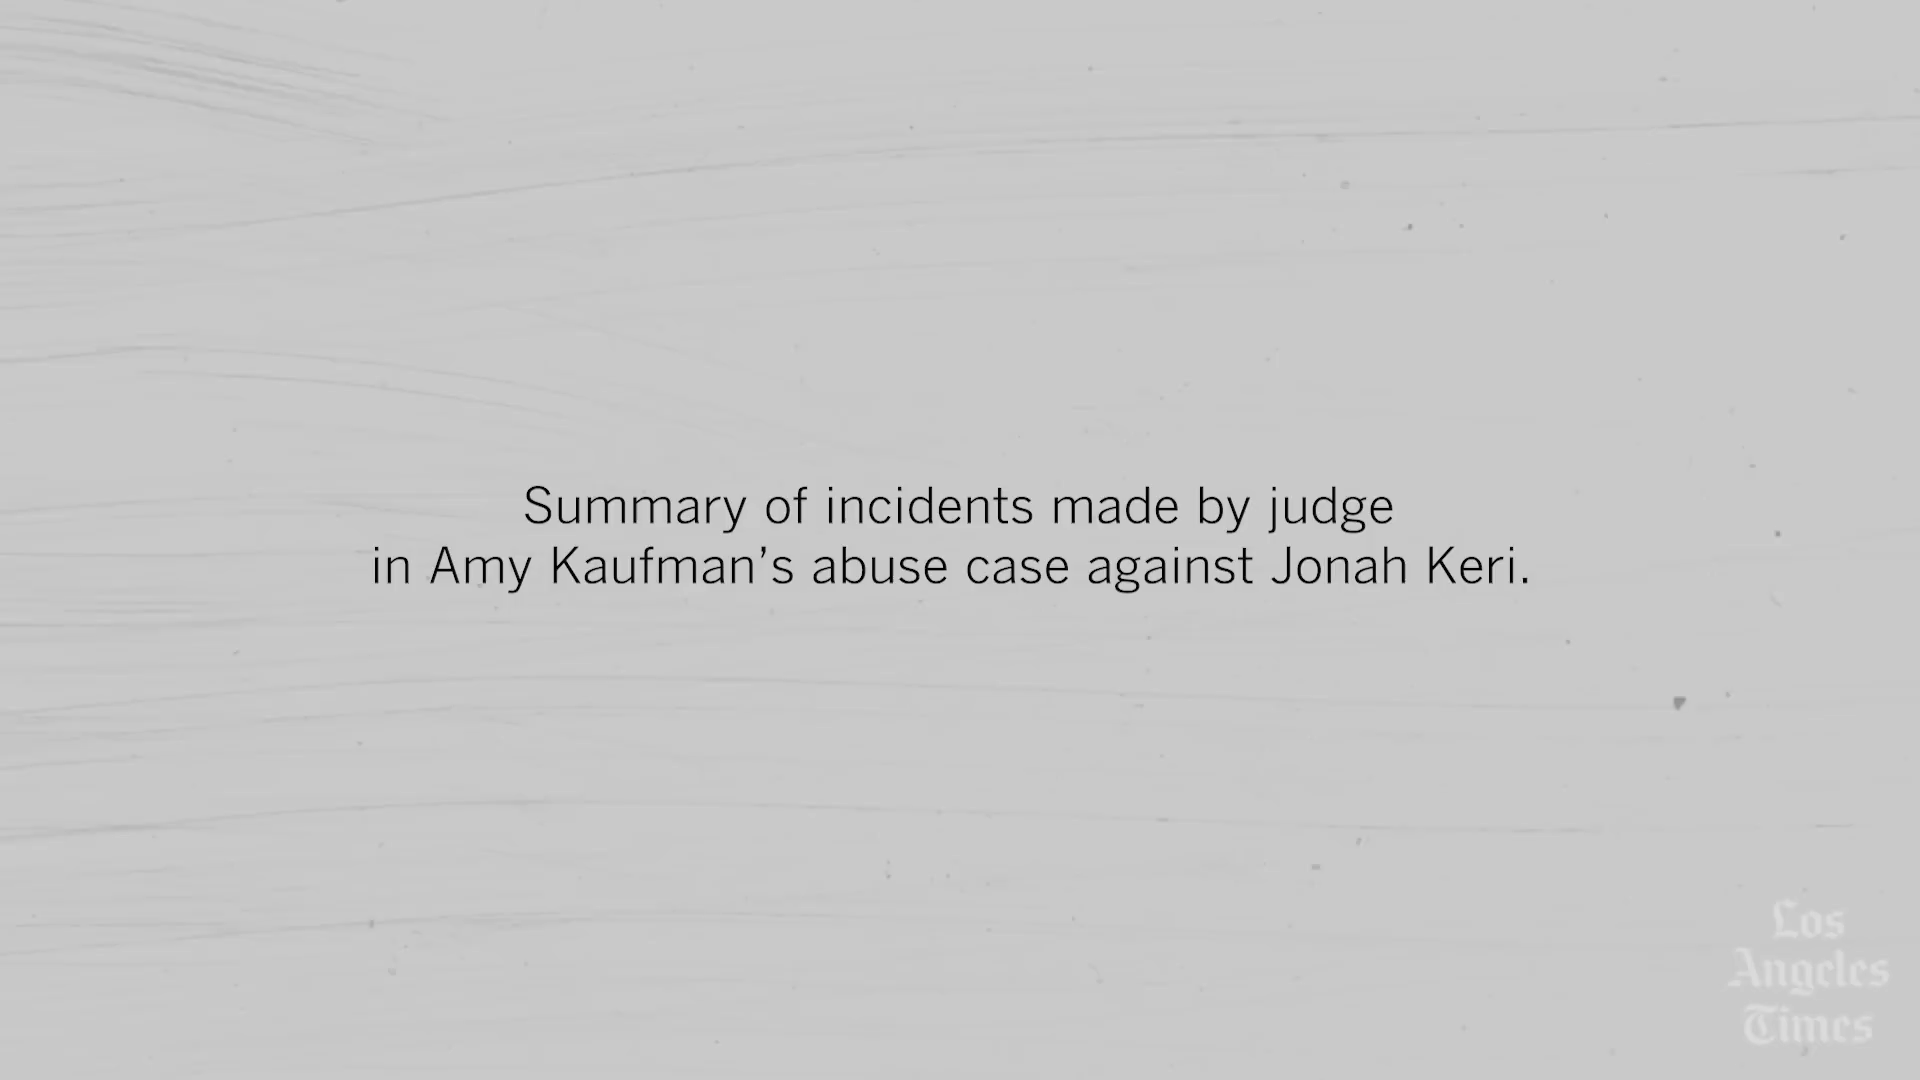 Summary of incidents made by judge
in Amy Kaufman’s abuse case against Jonah Keri.
Los
Angeles
Times